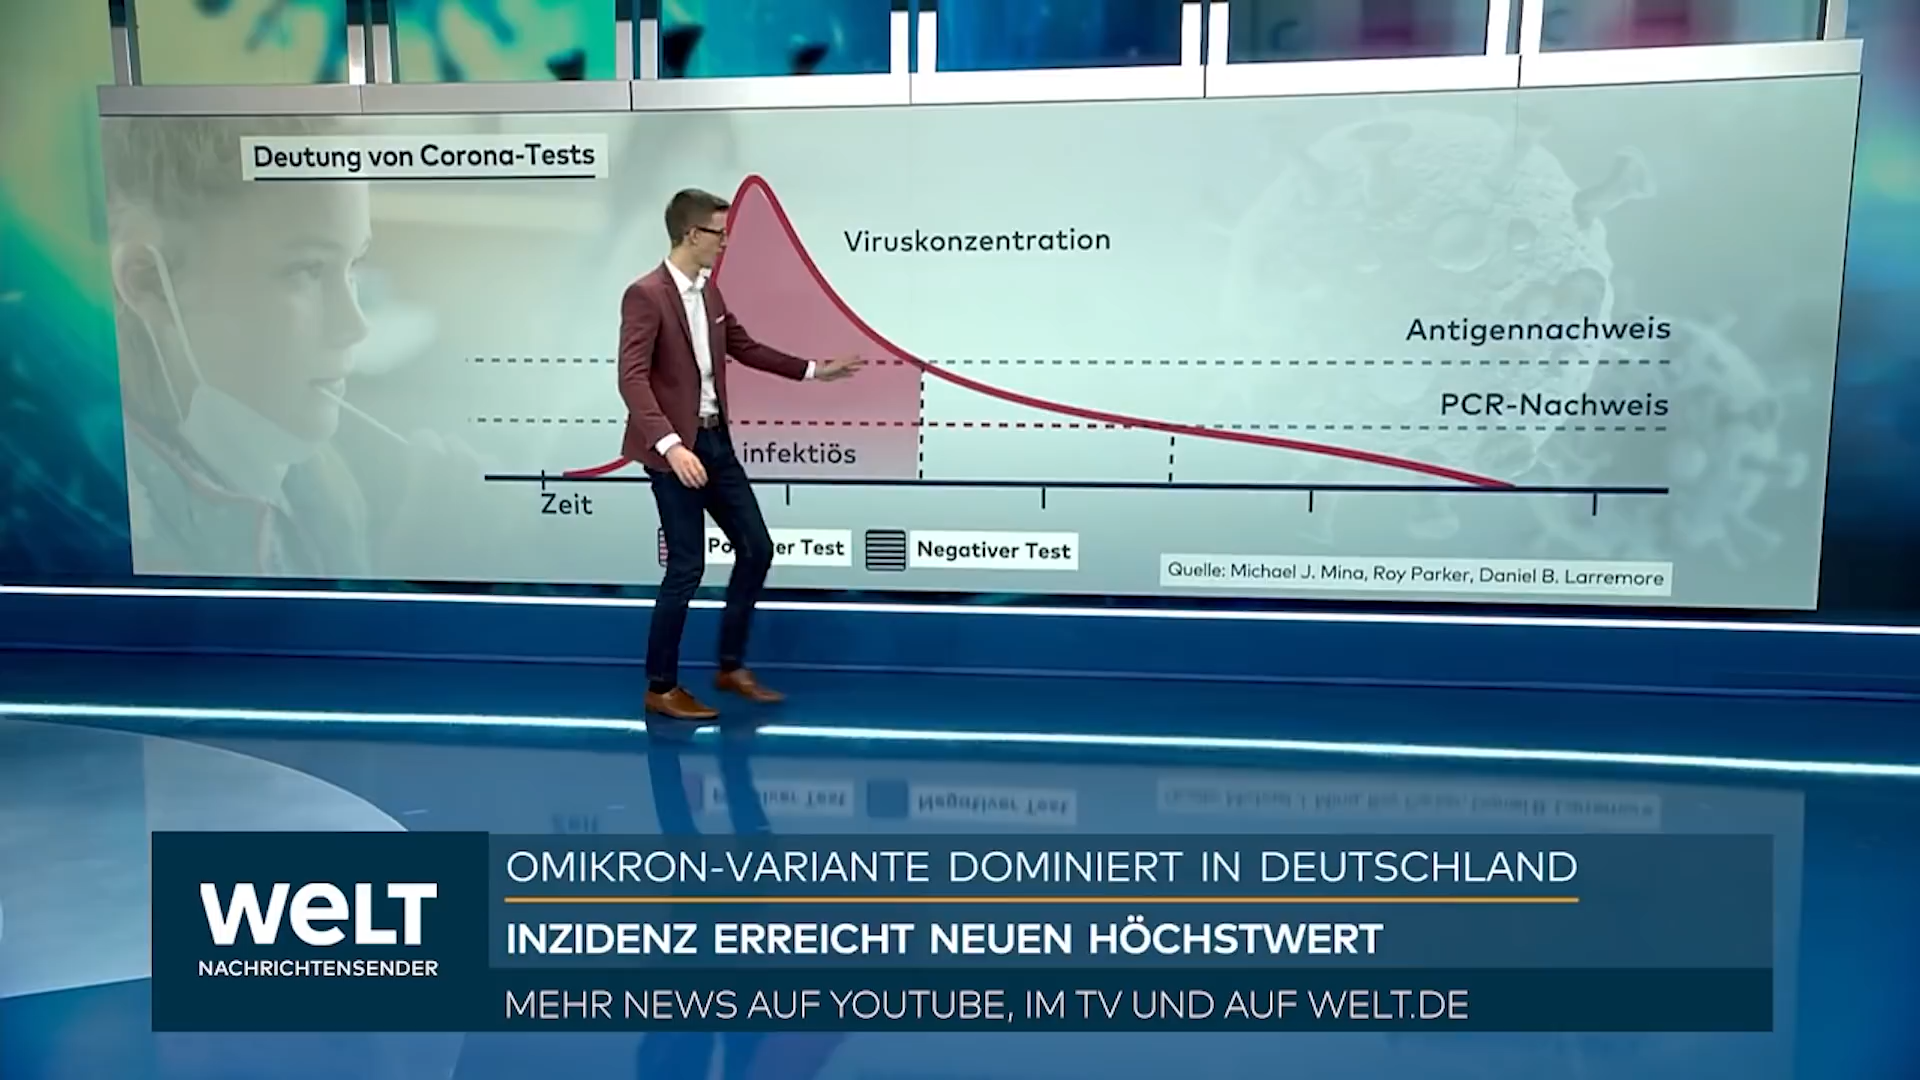 Deutung von Corona-Tests
Viruskonzentration
Antigennachweis
PCR-Nachweis
infektiös
Zeit
Test
Negativer Test
Quelle: Michael J. Mina, Roy Parker, Daniel B. Larremore
WELT
NACHRICHTENSENDER
OMIKRON-VARIANTE DOMINIERT IN DEUTSCHLAND
INZIDENZ ERREICHT NEUEN HÖCHSTWERT
MEHR NEWS AUF YOUTUBE, IM TV UND AUF WELT.DE